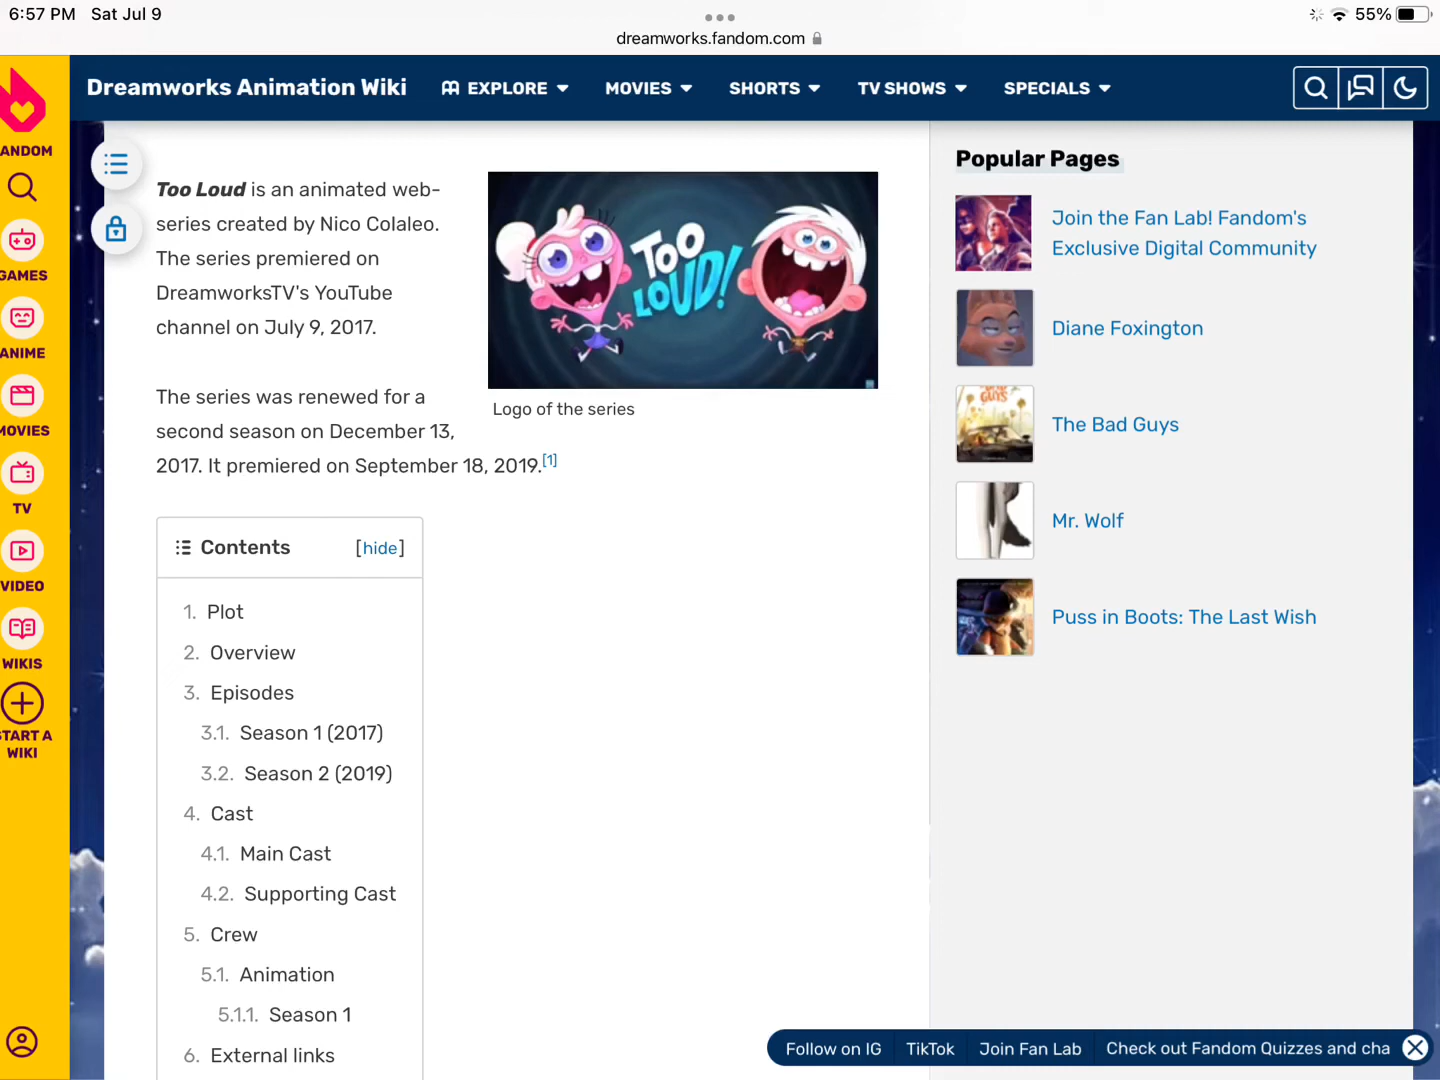 6:57 PM Sat Jul 9
55%
dreamworks.fandom.com
Dreamworks Animation Wiki
EXPLORE
MOVIES
SHORTS
TV SHOWS
SPECIALS
ANDOM
GAMES
ANIME
MOVIES
TV
VIDEO
WIKIS
START A
WIKI
Too Loud is an animated web-
series created by Nico Colaleo.
The series premiered on
DreamworksTV's YouTube
channel on July 9, 2017.
TOO
LOUD!
Logo of the series
The series was renewed for a
second season on December 13,
2017. It premiered on September 18, 2019.[1]
Contents [hide]
1. Plot
2. Overview
3. Episodes
3.1. Season 1 (2017)
3.2. Season 2 (2019)
4. Cast
4.1. Main Cast
4.2. Supporting Cast
5. Crew
5.1. Animation
5.1.1. Season 1
6. External links
Popular Pages
Join the Fan Lab! Fandom's
Exclusive Digital Community
Diane Foxington
GUYS
The Bad Guys
Mr. Wolf
Puss in Boots: The Last Wish
Follow on IG
TikTok
Join Fan Lab
Check out Fandom Quizzes and cha